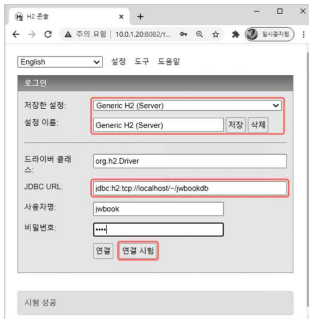 H2 콘솔
주의 요함 10.0.1.20:8082/t... 일시중지됨
English 설정 도구 도움말
로그인
저장한 설정: Generic H2 (Server)
설정 이름: Generic H2 (Server) 저장 삭제
드라이버 클래스: org.h2.Driver
JDBC URL: jdbc:h2:tcp://localhost/~/jwbookdb
사용자명: jwbook
비밀번호: ••••
연결 연결 시험
시험 성공